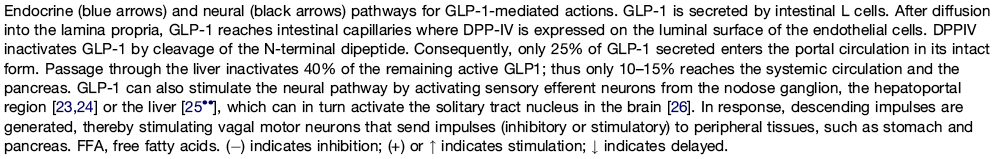 Endocrine (blue arrows) and neural (black arrows) pathways for GLP-1-mediated actions. GLP-1 is secreted by intestinal L cells. After diffusion
into the lamina propria, GLP-1 reaches intestinal capillaries where DPP-IV is expressed on the luminal surface of the endothelial cells. DPPIV
inactivates GLP-1 by cleavage of the N-terminal dipeptide. Consequently, only 25% of GLP-1 secreted enters the portal circulation in its intact
form. Passage through the liver inactivates 40% of the remaining active GLP1; thus only 10–15% reaches the systemic circulation and the
pancreas. GLP-1 can also stimulate the neural pathway by activating sensory efferent neurons from the nodose ganglion, the hepatoportal
region [23,24] or the liver [25••], which can in turn activate the solitary tract nucleus in the brain [26]. In response, descending impulses are
generated, thereby stimulating vagal motor neurons that send impulses (inhibitory or stimulatory) to peripheral tissues, such as stomach and
pancreas. FFA, free fatty acids. (−) indicates inhibition; (+) or ↑ indicates stimulation; ↓ indicates delayed.